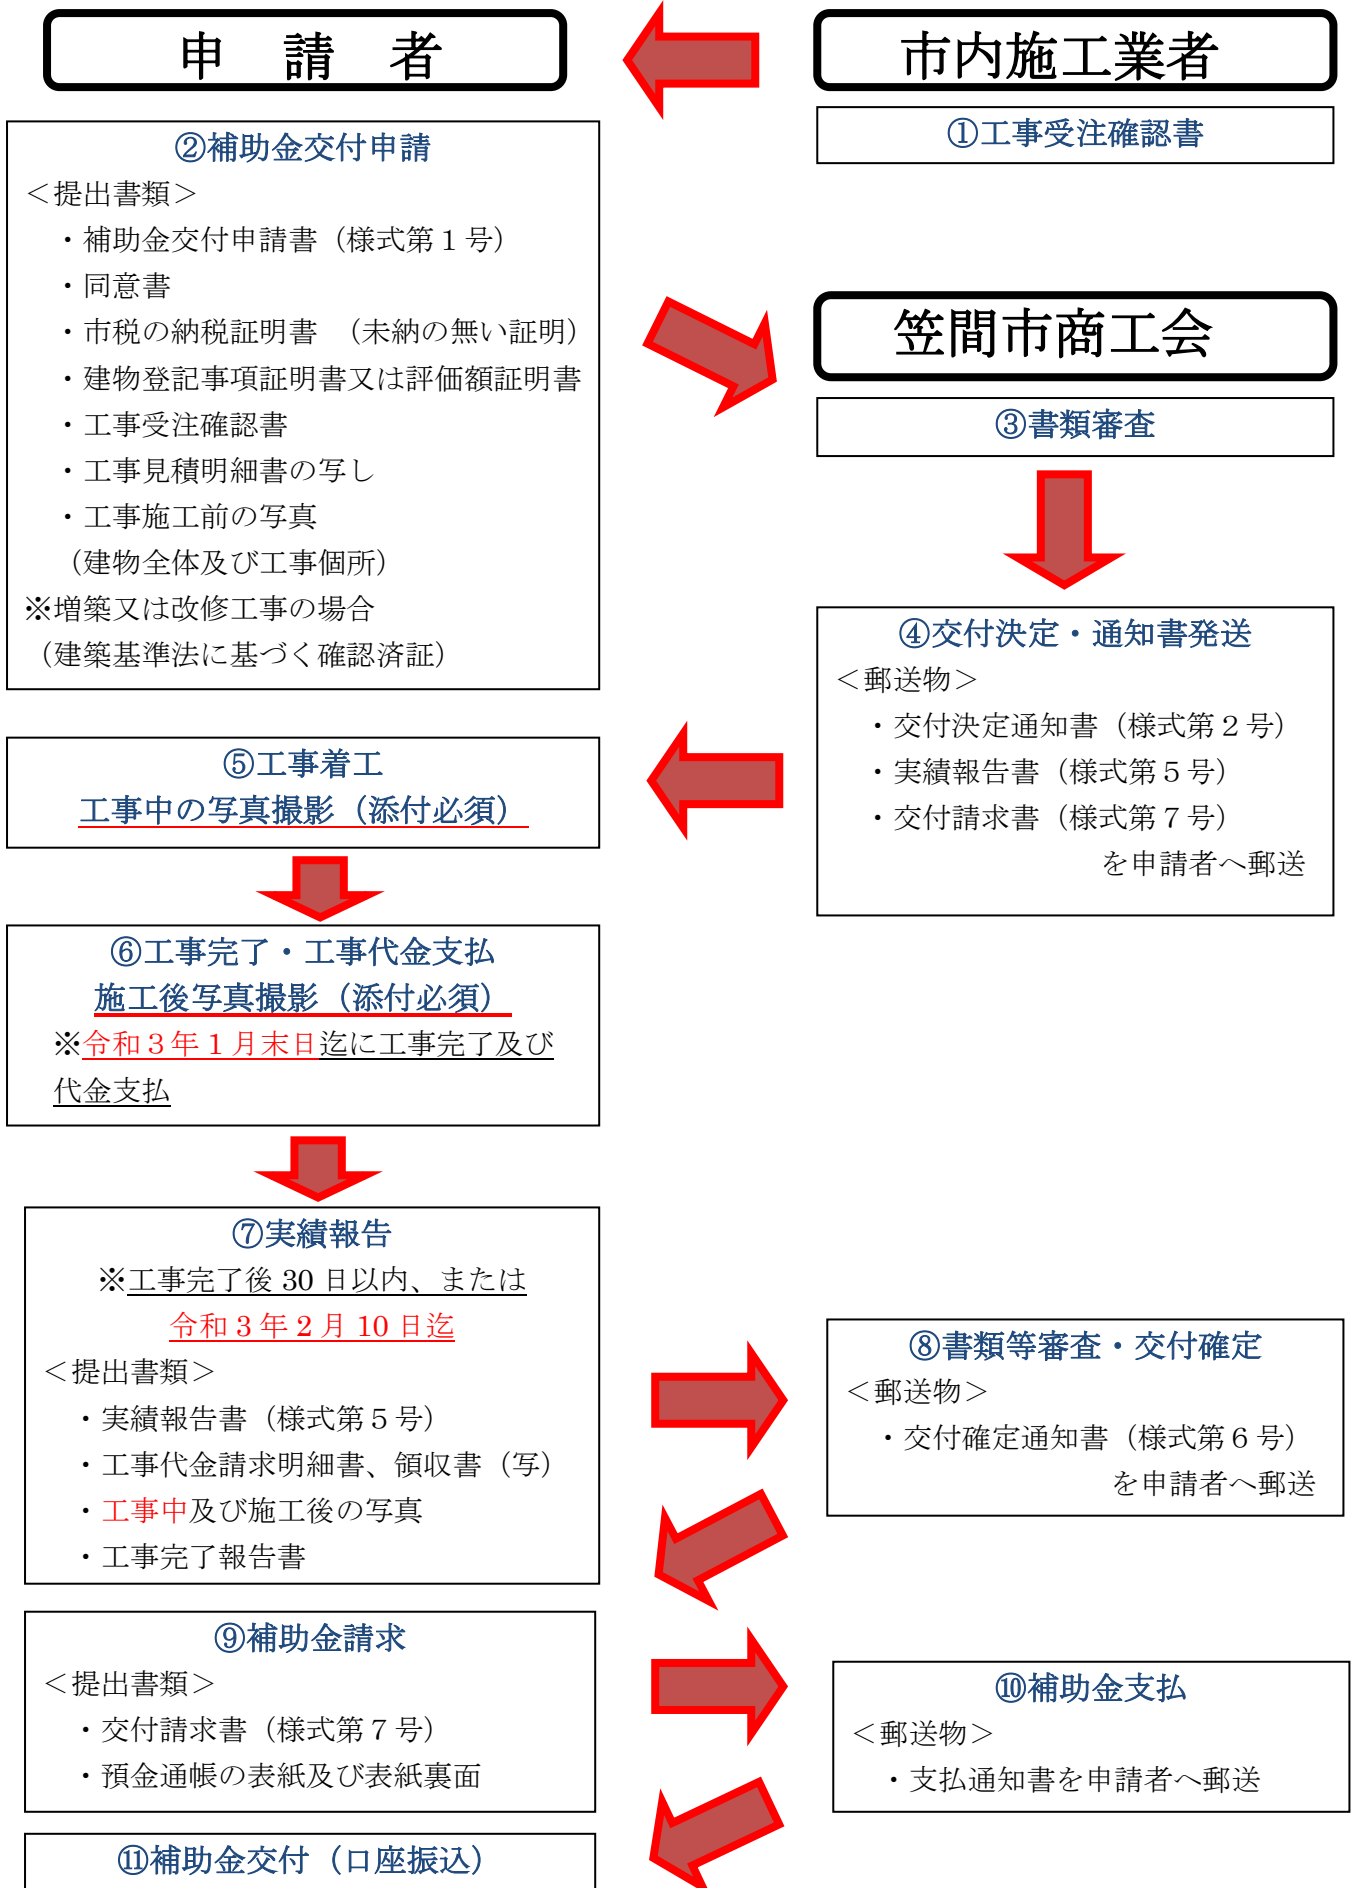 申　請　者
市内施工業者
①工事受注確認書
②補助金交付申請
＜提出書類＞
・補助金交付申請書（様式第１号）
・同意書
・市税の納税証明書　（未納の無い証明）
・建物登記事項証明書又は評価額証明書
・工事受注確認書
・工事見積明細書の写し
・工事施工前の写真
（建物全体及び工事個所）
※増築又は改修工事の場合
（建築基準法に基づく確認済証）
笠間市商工会
③書類審査
④交付決定・通知書発送
＜郵送物＞
・交付決定通知書（様式第２号）
・実績報告書（様式第５号）
・交付請求書（様式第７号）
を申請者へ郵送
⑤工事着工
工事中の写真撮影（添付必須）
⑥工事完了・工事代金支払
施工後写真撮影（添付必須）
※令和３年１月末日迄に工事完了及び
代金支払
⑦実績報告
※工事完了後 30 日以内、または
令和３年２月 10 日迄
＜提出書類＞
・実績報告書（様式第５号）
・工事代金請求明細書、領収書（写）
・工事中及び施工後の写真
・工事完了報告書
⑧書類等審査・交付確定
＜郵送物＞
・交付確定通知書（様式第６号）
を申請者へ郵送
⑨補助金請求
＜提出書類＞
・交付請求書（様式第７号）
・預金通帳の表紙及び表紙裏面
⑩補助金支払
＜郵送物＞
・支払通知書を申請者へ郵送
⑪補助金交付（口座振込）